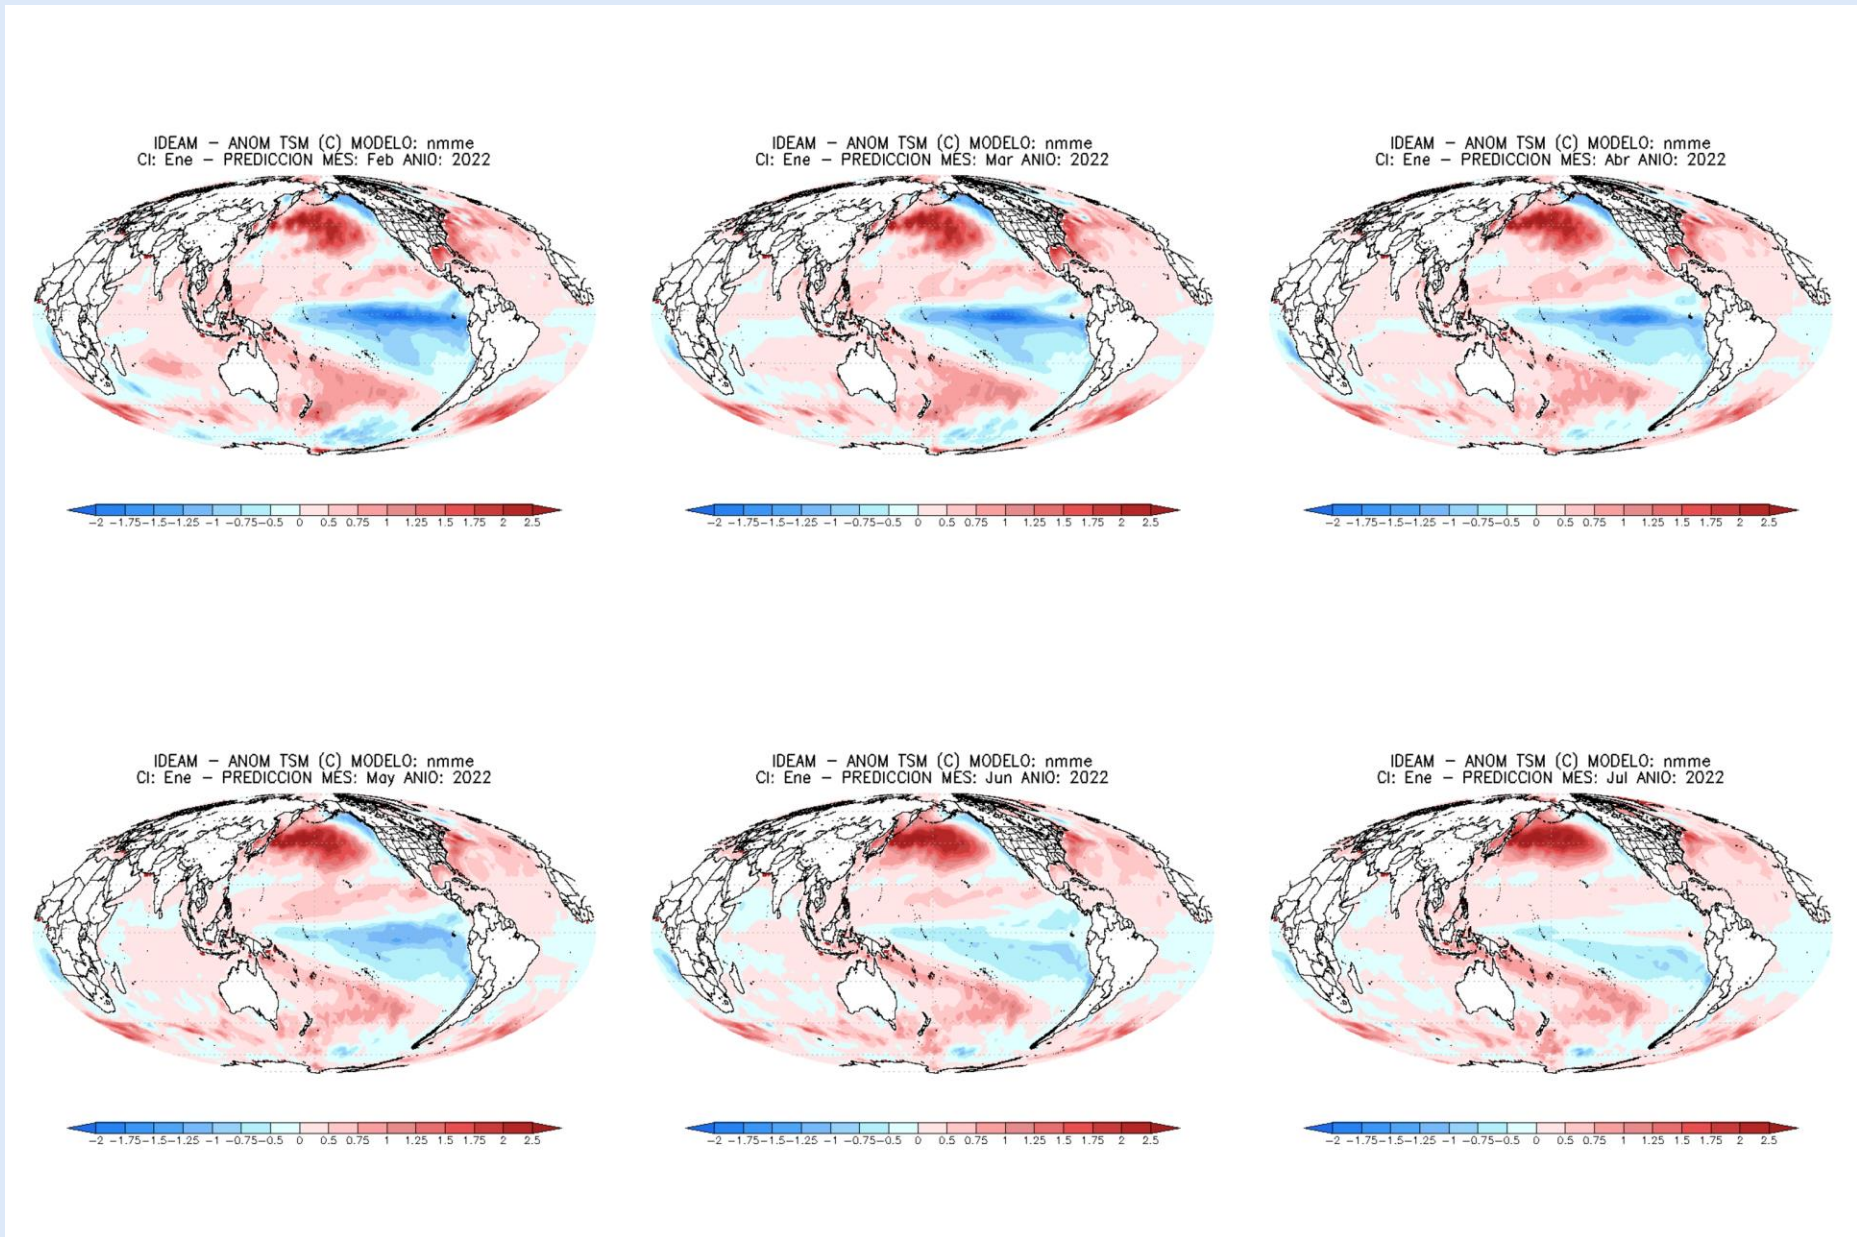 IDEAM – ANOM TSM (C) MODELO: nmme
CI: Ene – PREDICCION MES: Feb ANIO: 2022
-2 -1.75-1.5-1.25 -1 -0.75-0.5 0 0.5 0.75 1 1.25 1.5 1.75 2 2.5
IDEAM – ANOM TSM (C) MODELO: nmme
CI: Ene – PREDICCION MES: Mar ANIO: 2022
-2 -1.75-1.5-1.25 -1 -0.75-0.5 0 0.5 0.75 1 1.25 1.5 1.75 2 2.5
IDEAM – ANOM TSM (C) MODELO: nmme
CI: Ene – PREDICCION MES: Abr ANIO: 2022
-2 -1.75-1.5-1.25 -1 -0.75-0.5 0 0.5 0.75 1 1.25 1.5 1.75 2 2.5
IDEAM – ANOM TSM (C) MODELO: nmme
CI: Ene – PREDICCION MES: May ANIO: 2022
-2 -1.75-1.5-1.25 -1 -0.75-0.5 0 0.5 0.75 1 1.25 1.5 1.75 2 2.5
IDEAM – ANOM TSM (C) MODELO: nmme
CI: Ene – PREDICCION MES: Jun ANIO: 2022
-2 -1.75-1.5-1.25 -1 -0.75-0.5 0 0.5 0.75 1 1.25 1.5 1.75 2 2.5
IDEAM – ANOM TSM (C) MODELO: nmme
CI: Ene – PREDICCION MES: Jul ANIO: 2022
-2 -1.75-1.5-1.25 -1 -0.75-0.5 0 0.5 0.75 1 1.25 1.5 1.75 2 2.5